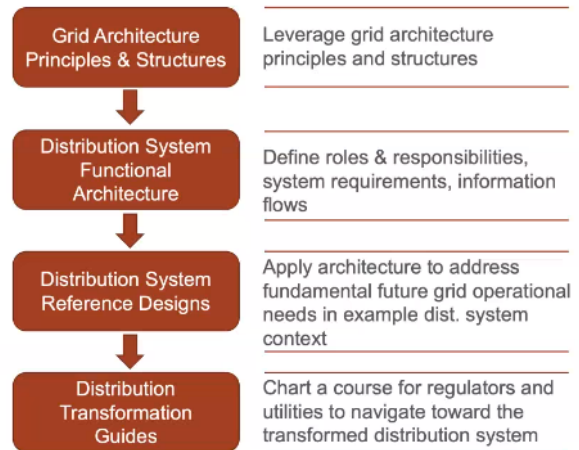 Grid Architecture
Principles & Structures
Leverage grid architecture
principles and structures
Distribution System
Functional
Architecture
Define roles & responsibilities,
system requirements, information
flows
Distribution System
Reference Designs
Apply architecture to address
fundamental future grid operational
needs in example dist. system
context
Distribution
Transformation
Guides
Chart a course for regulators and
utilities to navigate toward the
transformed distribution system